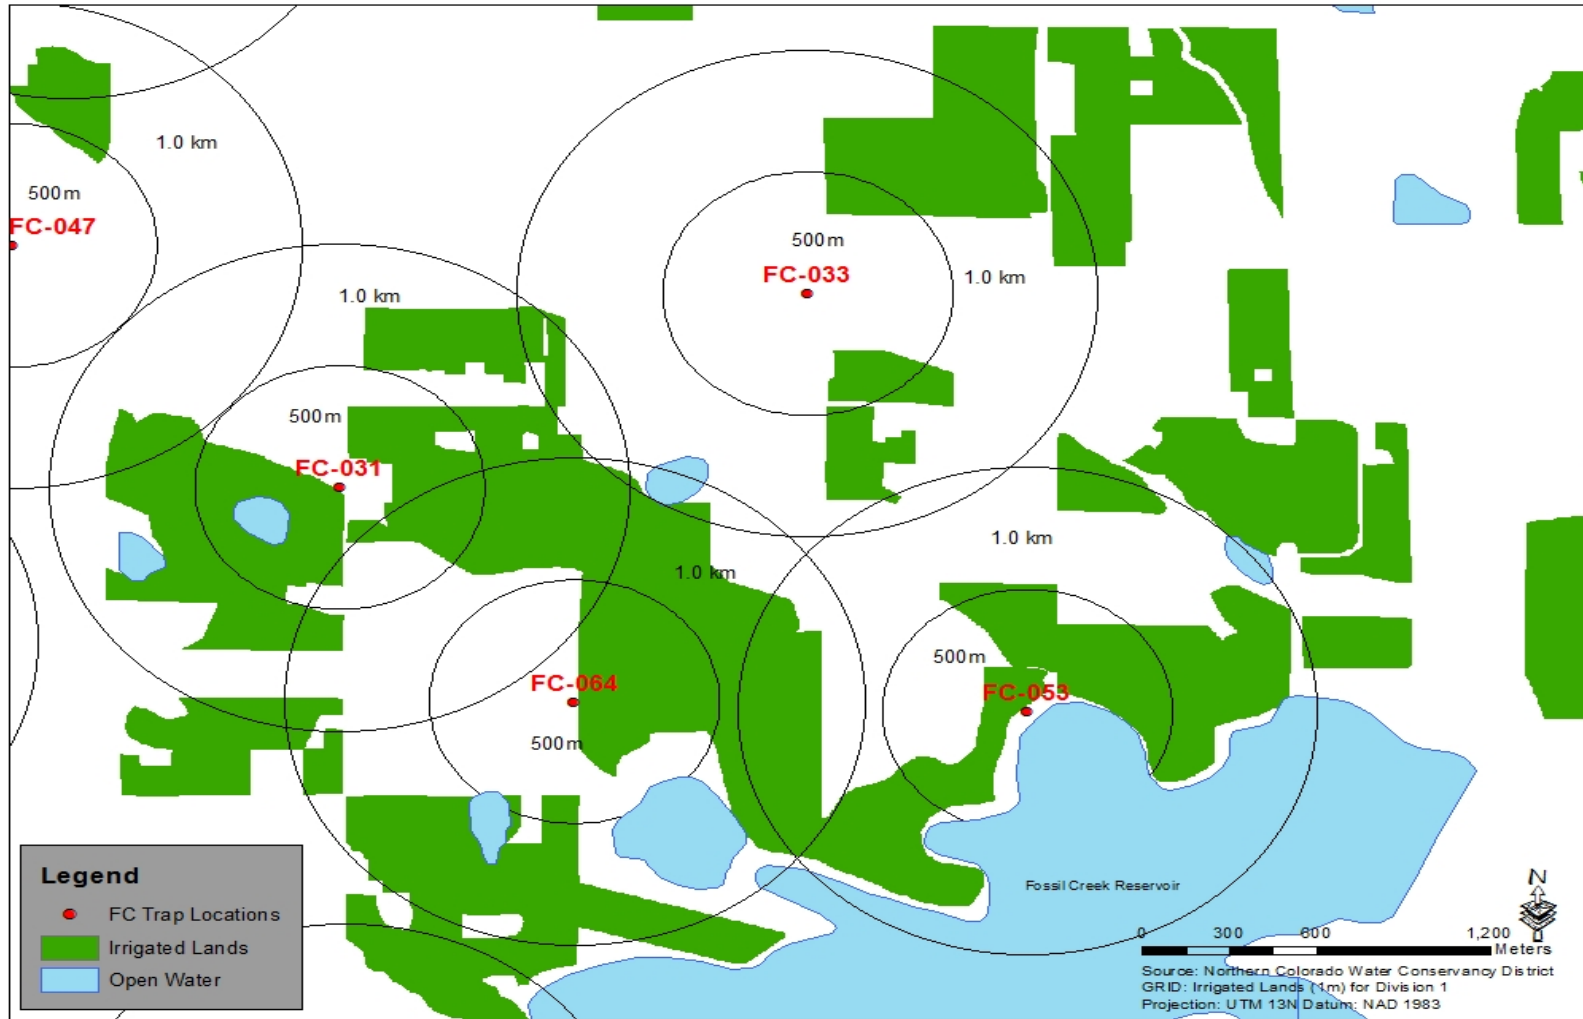 1.0 km
500m
FC-047
500m
FC-033
1.0 km
1.0 km
500m
FC-031
1.0 km
1.0 km
500m
FC-064
500m
FC-053
500m
Legend
FC Trap Locations
Irrigated Lands
Open Water
Fossil Creek Reservoir
N
0 300 600 1,200
Meters
Source: Northern Colorado Water Conservancy District
GRID: Irrigated Lands (1m) for Division 1
Projection: UTM 13N Datum: NAD 1983